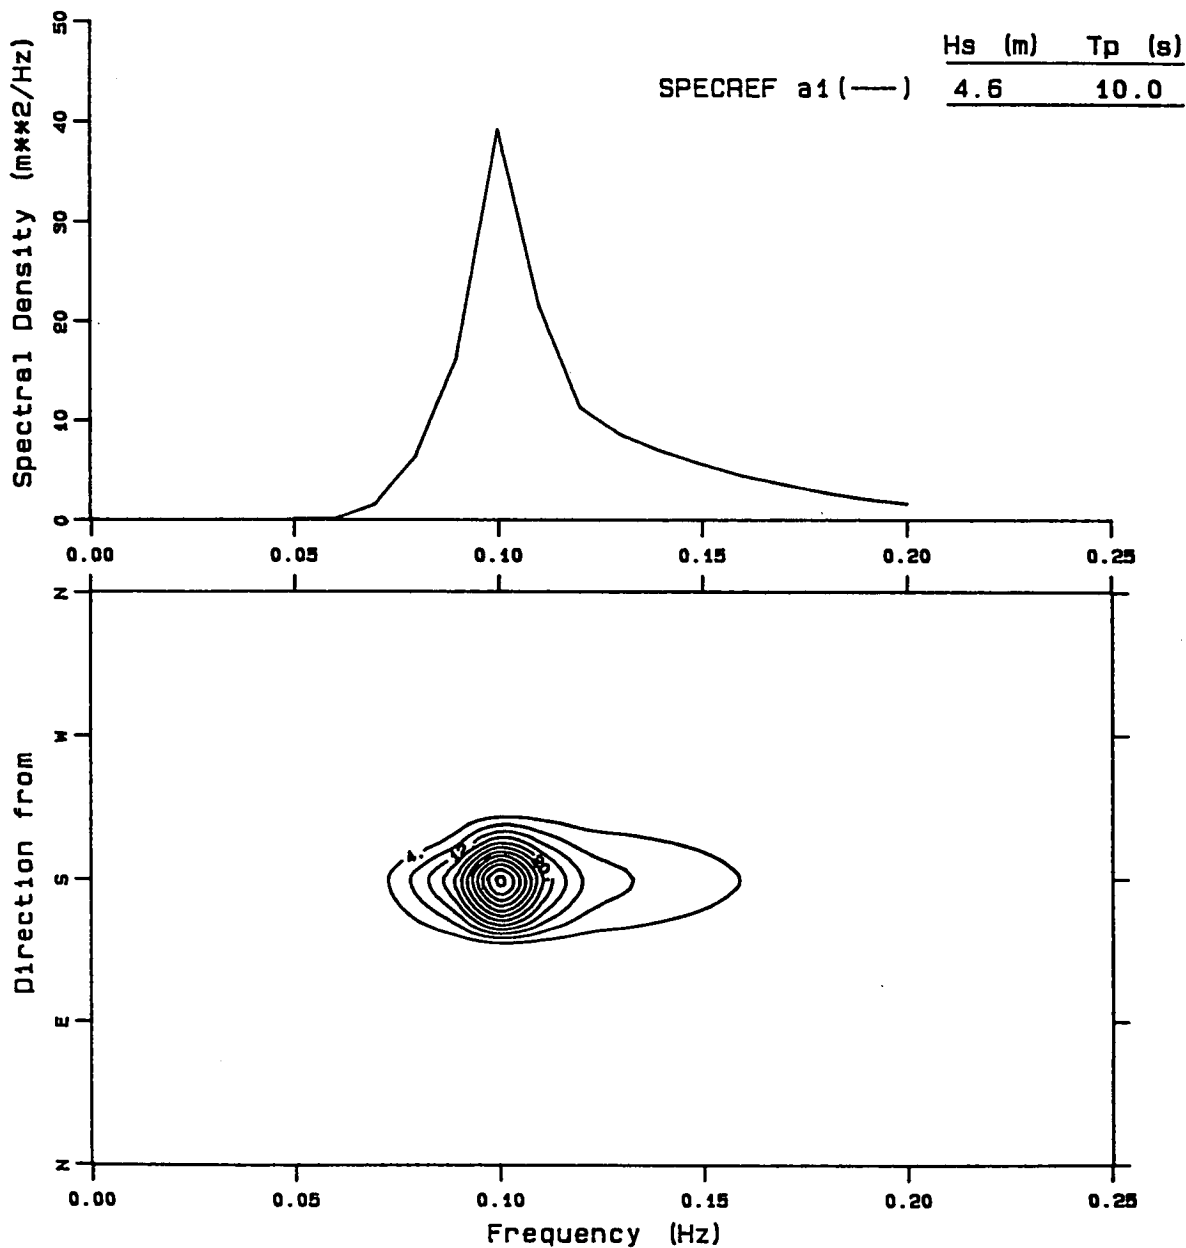 Hs (m) Tp (s)
SPECREF a1(——) 4.6 10.0
Spectral Density (m**2/Hz)
50
40
30
20
10
0
0.00 0.05 0.10 0.15 0.20 0.25
Direction from
N
W
S
E
N
4.
12
0.00 0.05 0.10 0.15 0.20 0.25
Frequency (Hz)